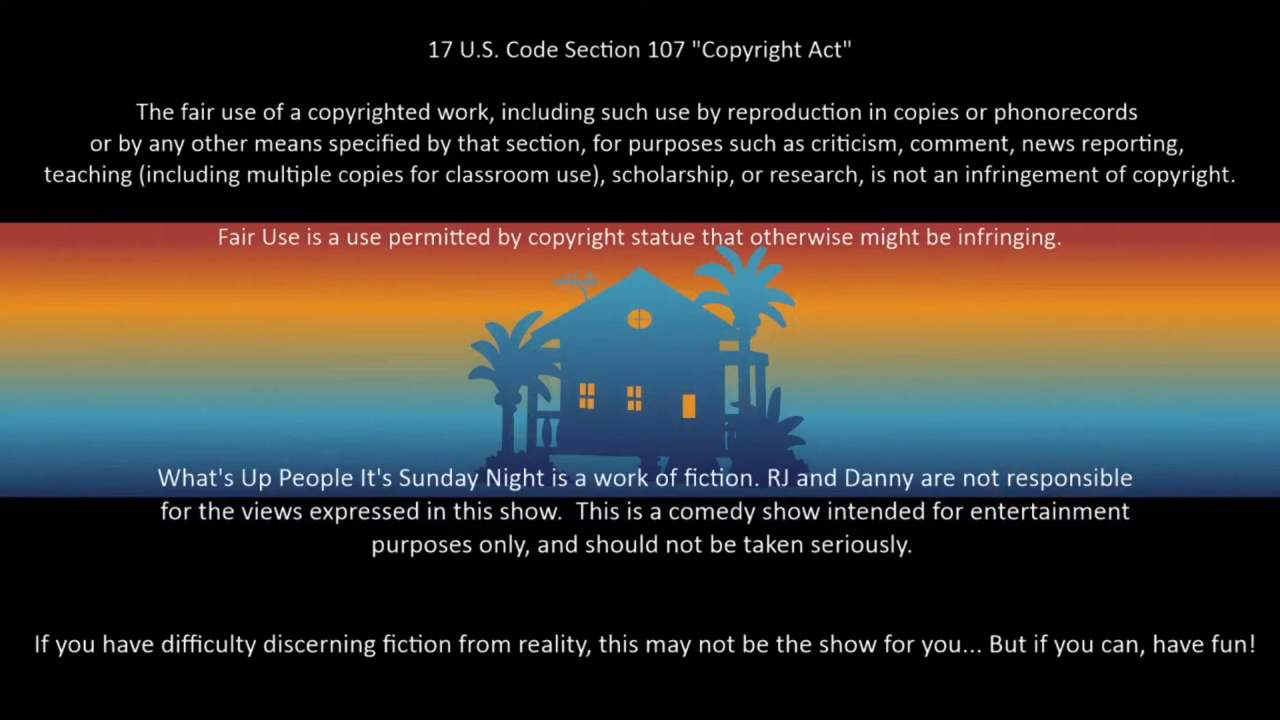 17 U.S. Code Section 107 "Copyright Act"
The fair use of a copyrighted work, including such use by reproduction in copies or phonorecords
or by any other means specified by that section, for purposes such as criticism, comment, news reporting,
teaching (including multiple copies for classroom use), scholarship, or research, is not an infringement of copyright.
Fair Use is a use permitted by copyright statue that otherwise might be infringing.
What's Up People It's Sunday Night is a work of fiction. RJ and Danny are not responsible
for the views expressed in this show.  This is a comedy show intended for entertainment
purposes only, and should not be taken seriously.
If you have difficulty discerning fiction from reality, this may not be the show for you... But if you can, have fun!